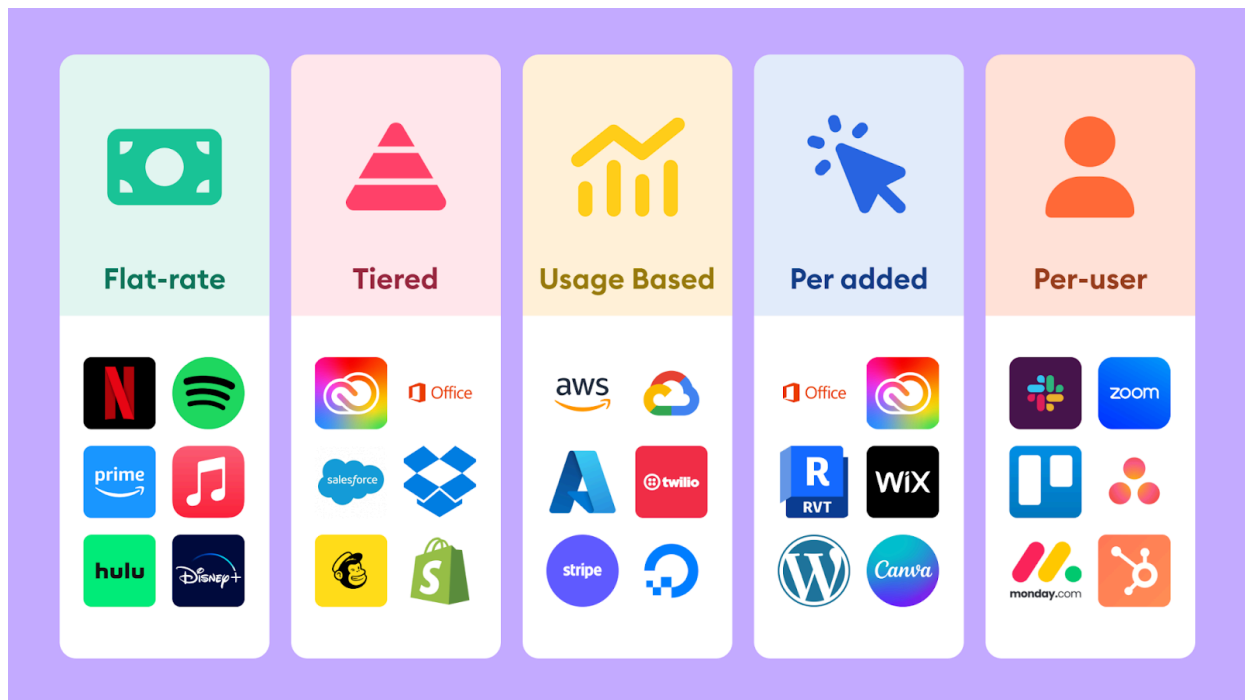 Flat-rate
Tiered
Usage Based
Per added
Per-user
N
Office
aws
Office
zoom
prime
salesforce
twilio
R
RVT
WiX
hulu
Disney+
S
stripe
W
Canva
monday.com